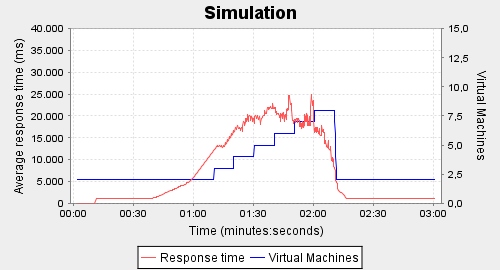 Simulation
Average response time (ms)
40.000
35.000
30.000
25.000
20.000
15.000
10.000
5.000
0
15,0
12,5
10,0
7,5
5,0
2,5
0,0
Virtual Machines
00:00 00:30 01:00 01:30 02:00 02:30 03:00
Time (minutes:seconds)
Response time Virtual Machines